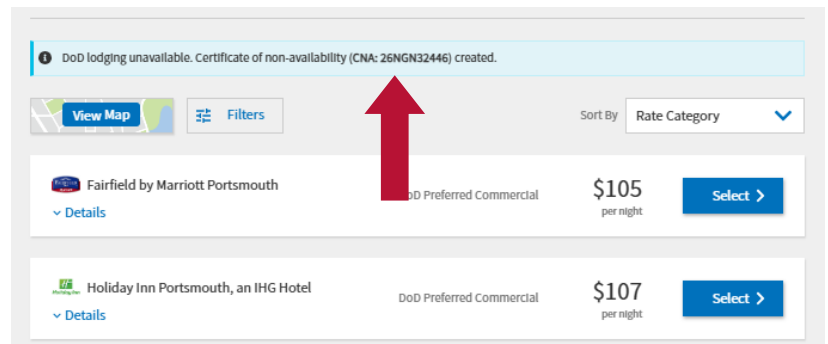 DoD lodging unavailable. Certificate of non-availability (CNA: 26NGN32446) created.
View Map
Filters
Sort By
Rate Category
Fairfield by Marriott Portsmouth
DoD Preferred Commercial
$105
per night
Select
Details
Holiday Inn Portsmouth, an IHG Hotel
DoD Preferred Commercial
$107
per night
Select
Details